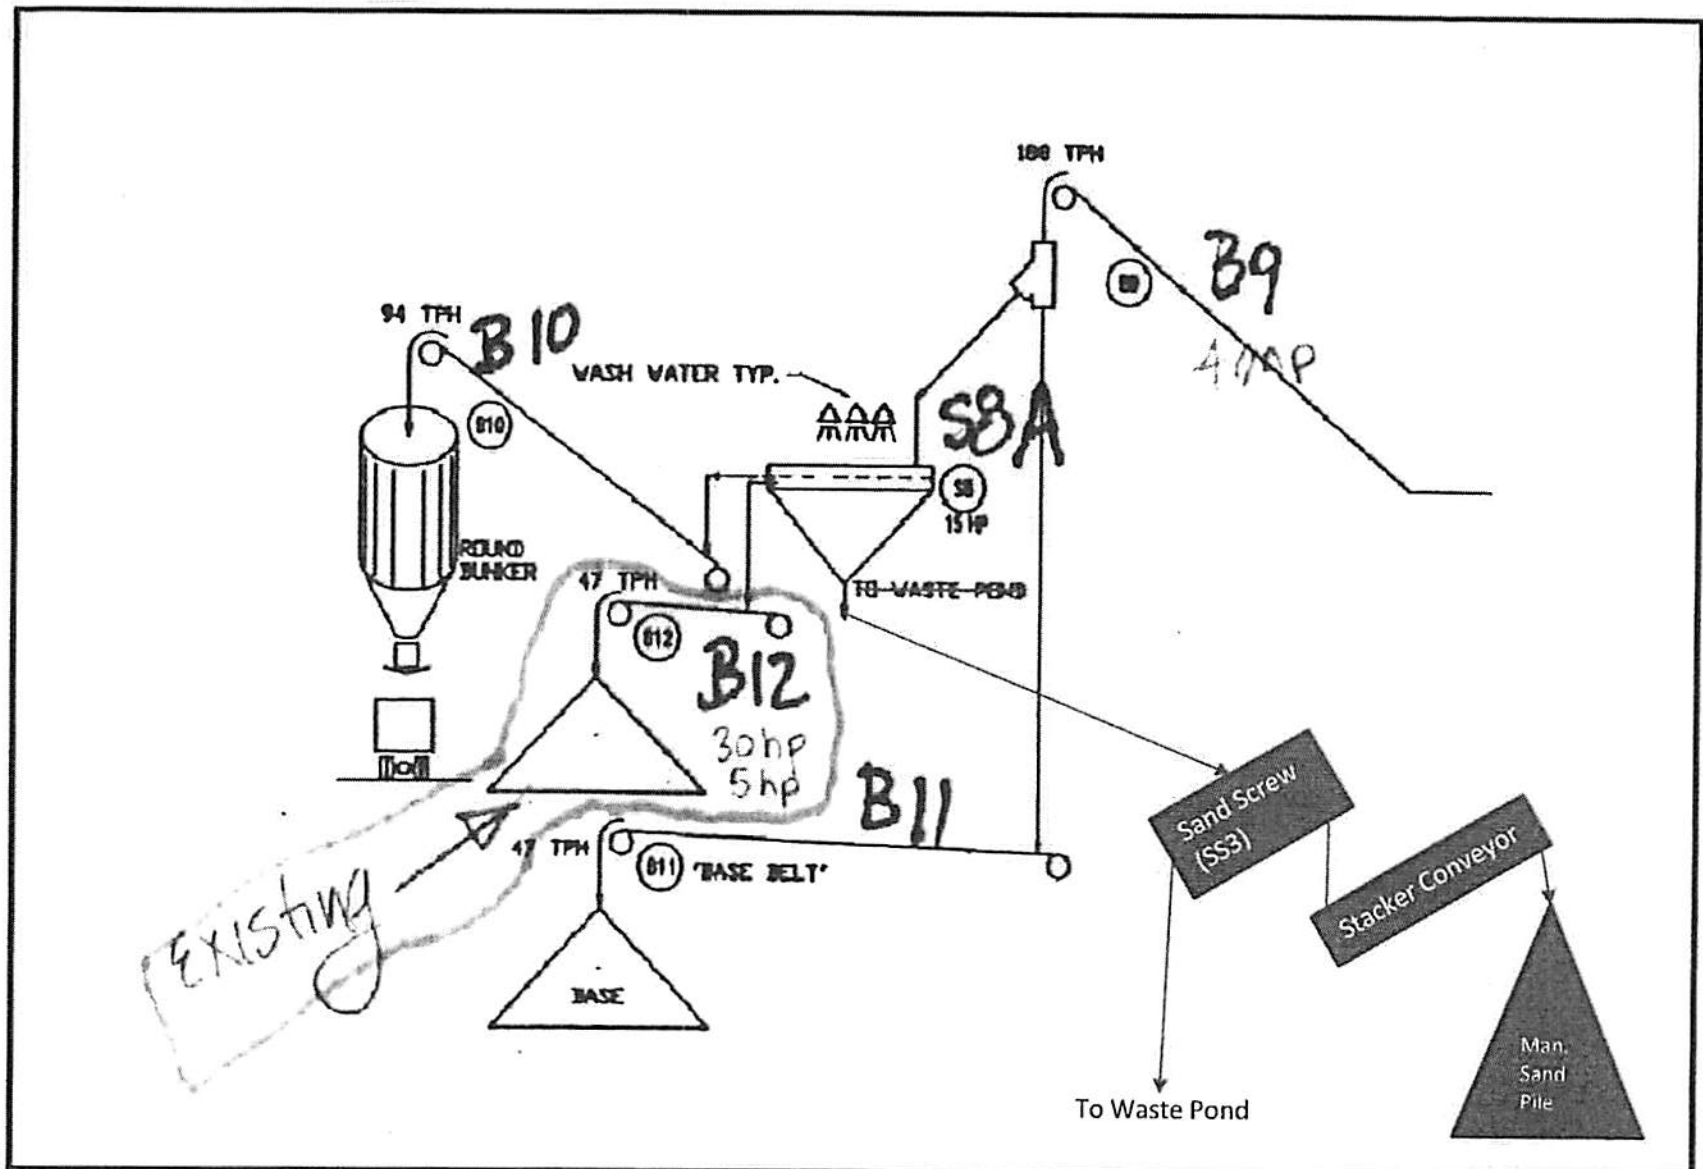 188 TPH
B9
B9
94 TPH
B10
B10
WASH WATER TYP.
S8A
S8
15 HP
ROUND
BUNKER
47 TPH
TO WASTE POND
B12
B12
30hp
5hp
B11
47 TPH
B11
"BASE BELT"
Existing
BASE
Sand Screw
(SS3)
Stacker Conveyor
Man.
Sand
Pile
To Waste Pond